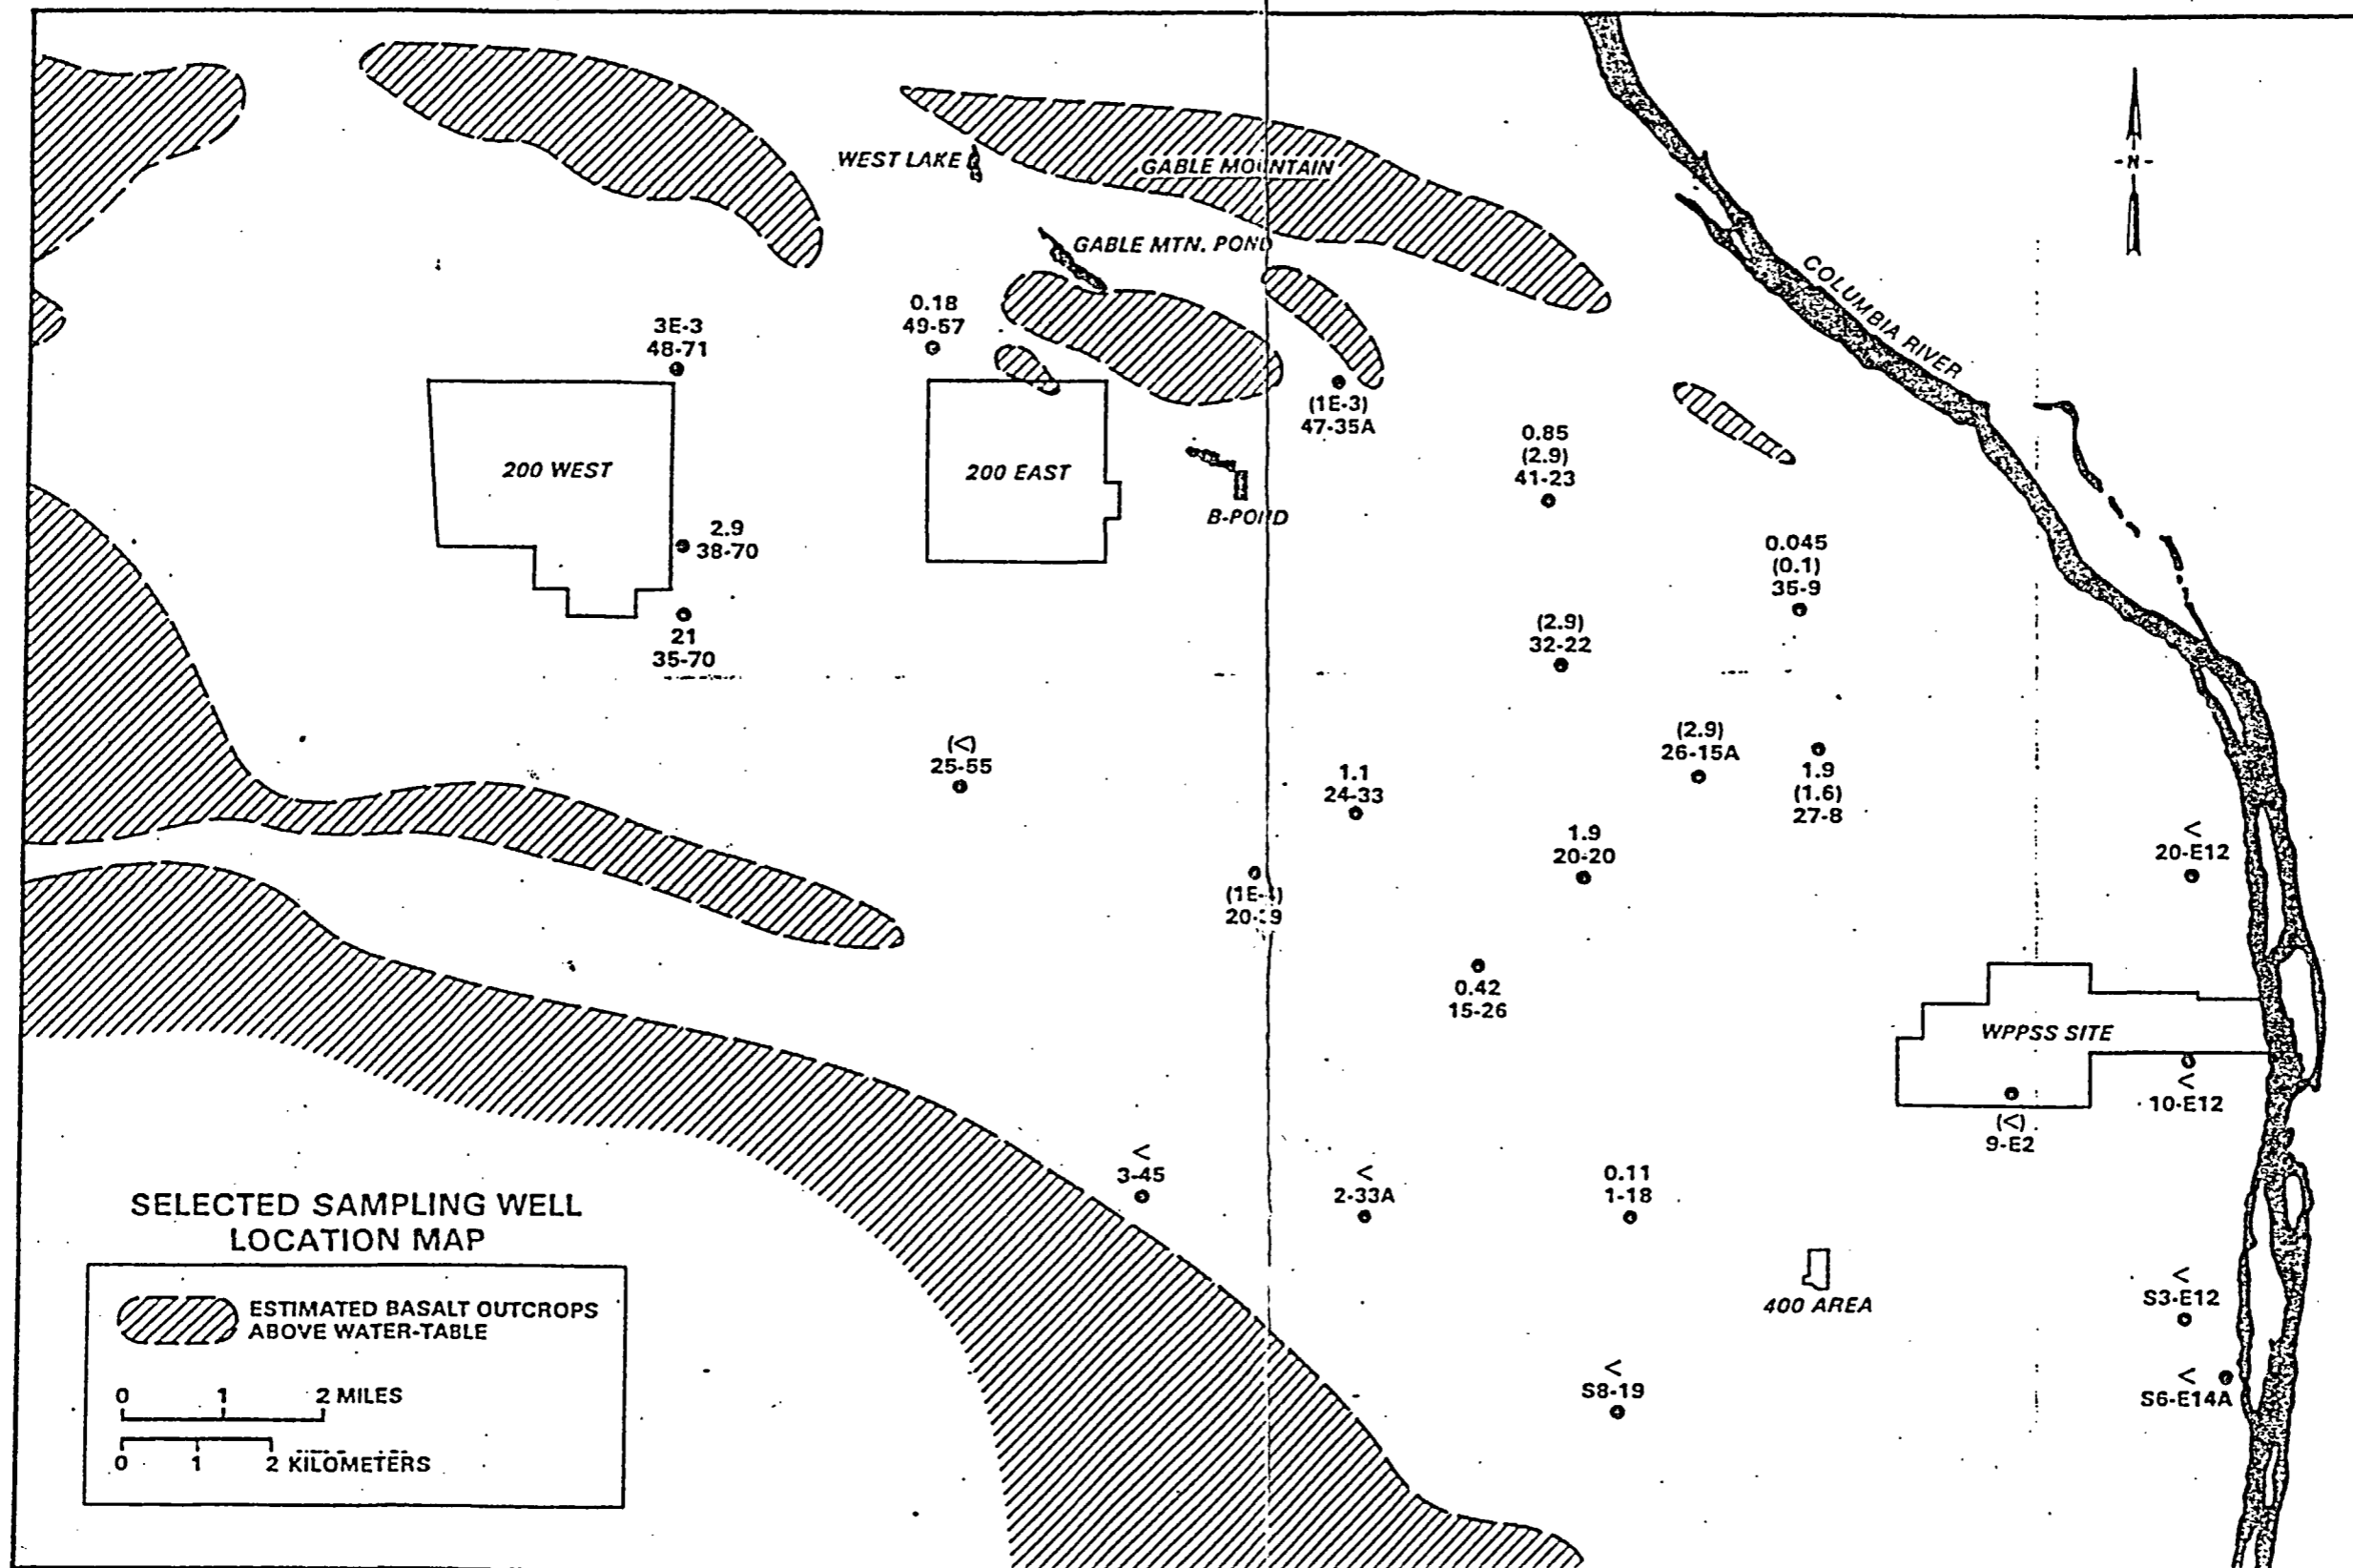 WEST LAKE
GABLE MOUNTAIN
-N-
GABLE MTN. POND
COLUMBIA RIVER
0.18
49-57
3E-3
48-71
(1E-3)
47-35A
0.85
(2.9)
41-23
200 WEST
200 EAST
B-POND
2.9
38-70
0.045
(0.1)
35-9
21
35-70
(2.9)
32-22
(<)
25-55
(2.9)
26-15A
1.1
24-33
1.9
(1.6)
27-8
1.9
20-20
<
20-E12
20-39
0.42
15-26
WPPSS SITE
<
10-E12
(<)
9-E2
<
3-45
<
2-33A
0.11
1-18
SELECTED SAMPLING WELL
LOCATION MAP
ESTIMATED BASALT OUTCROPS
ABOVE WATER-TABLE
0 1 2 MILES
0 1 2 KILOMETERS
400 AREA
<
S3-E12
<
S8-19
<
S6-E14A